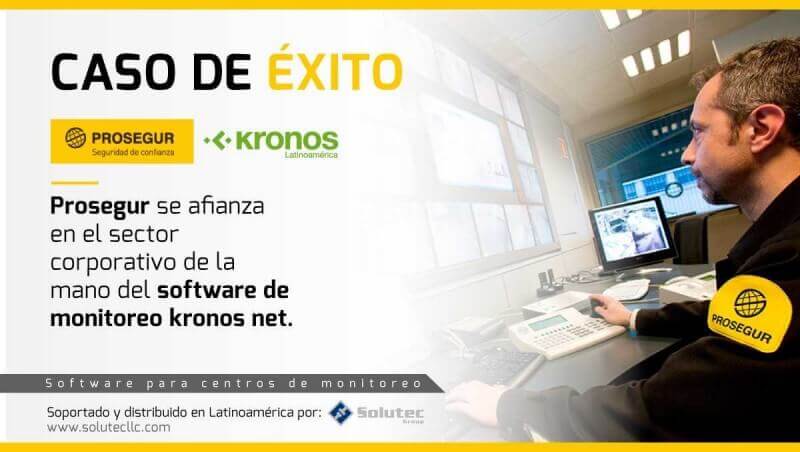 CASO DE ÉXITO
PROSEGUR
Seguridad de confianza
Kronos
Latinoamérica
Prosegur se afianza
en el sector
corporativo de la
mano del software de
monitoreo kronos net.
PROSEGUR
Software para centros de monitoreo
Soportado y distribuido en Latinoamérica por: Solutec
Group
www.solutecllc.com